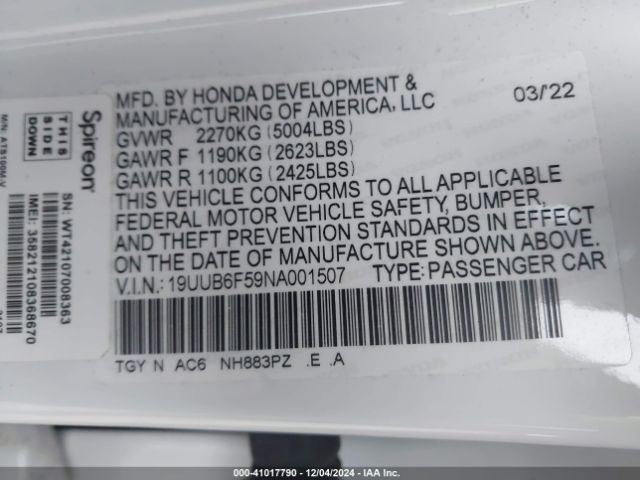 MFD. BY HONDA DEVELOPMENT &
MANUFACTURING OF AMERICA, LLC 03/22
GVWR 2270KG (5004LBS)
GAWR F 1190KG (2623LBS)
GAWR R 1100KG (2425LBS)
THIS VEHICLE CONFORMS TO ALL APPLICABLE
FEDERAL MOTOR VEHICLE SAFETY, BUMPER,
AND THEFT PREVENTION STANDARDS IN EFFECT
ON THE DATE OF MANUFACTURE SHOWN ABOVE.
V.I.N.: 19UUB6F59NA001507 TYPE: PASSENGER CAR
TGY N AC6 NH883PZ .E .A
Spireon
THIS
SIDE
DOWN
M/N: ATS100M-V
SN: WT42107008363
IMEI: 358212108368670
000-41017790 - 12/04/2024 - IAA Inc.